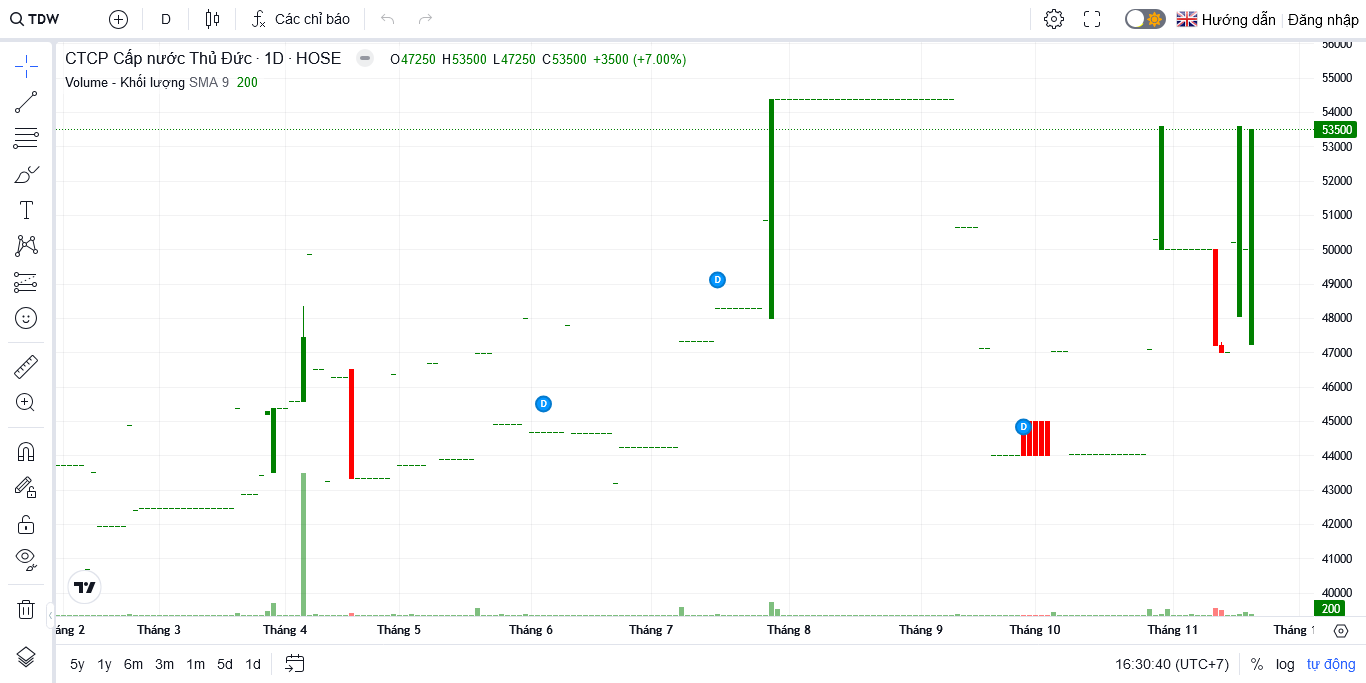 TDW D Các chỉ báo Hướng dẫn Đăng nhập
CTCP Cấp nước Thủ Đức · 1D · HOSE O47250 H53500 L47250 C53500 +3500 (+7.00%)
Volume - Khối lượng SMA 9 200
56000
55000
54000
53500
53000
52000
51000
50000
49000
48000
47000
46000
45000
44000
43000
42000
41000
40000
200
D
D
D
áng 2 Tháng 3 Tháng 4 Tháng 5 Tháng 6 Tháng 7 Tháng 8 Tháng 9 Tháng 10 Tháng 11 Tháng 1
5y 1y 6m 3m 1m 5d 1d 16:30:40 (UTC+7) % log tự động